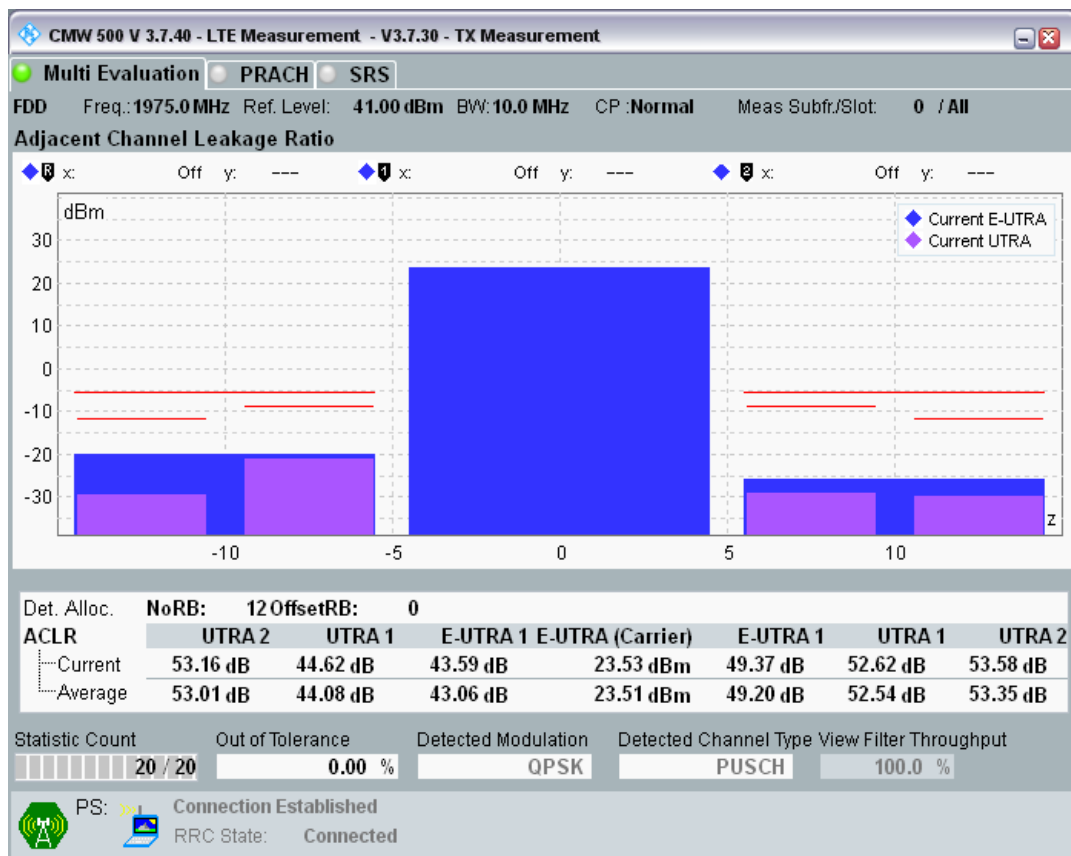 CMW 500 V 3.7.40 - LTE Measurement - V3.7.30 - TX Measurement
Multi Evaluation PRACH SRS
FDD Freq.:1975.0 MHz Ref. Level: 41.00 dBm BW:10.0 MHz CP :Normal Meas Subfr./Slot: 0 / All
Adjacent Channel Leakage Ratio
R x: Off y: --- 1 x: Off y: --- 2 x: Off y: ---
dBm
Current E-UTRA
Current UTRA
30
20
10
0
-10
-20
-30
z
-10 -5 0 5 10
Det. Alloc. NoRB: 12 OffsetRB: 0
ACLR UTRA 2 UTRA 1 E-UTRA 1 E-UTRA (Carrier) E-UTRA 1 UTRA 1 UTRA 2
Current 53.16 dB 44.62 dB 43.59 dB 23.53 dBm 49.37 dB 52.62 dB 53.58 dB
Average 53.01 dB 44.08 dB 43.06 dB 23.51 dBm 49.20 dB 52.54 dB 53.35 dB
Statistic Count Out of Tolerance Detected Modulation Detected Channel Type View Filter Throughput
20 / 20 0.00 % QPSK PUSCH 100.0 %
PS: Connection Established
RRC State: Connected